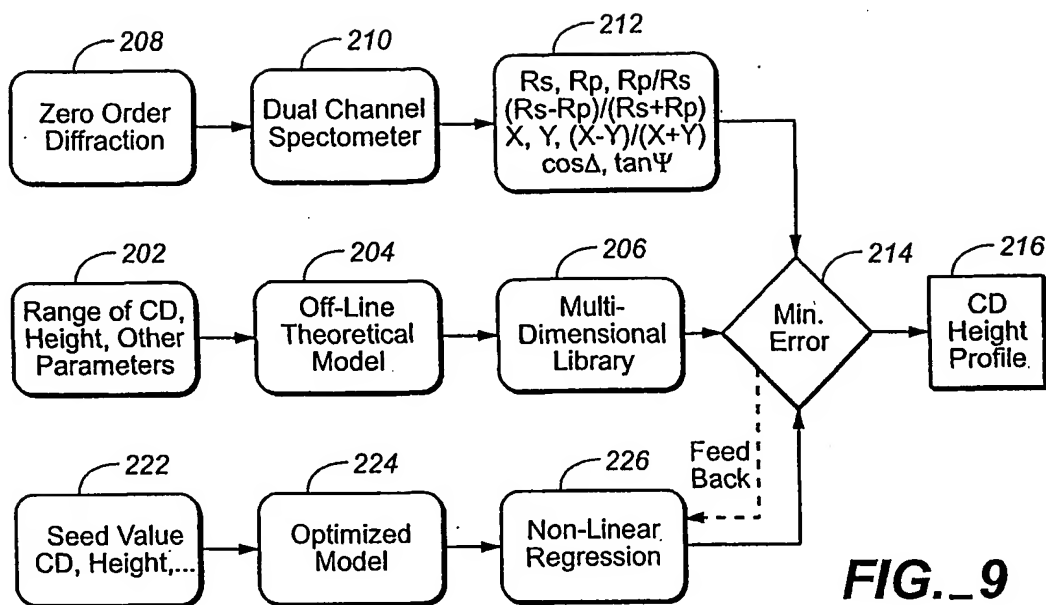 208
Zero Order
Diffraction
210
Dual Channel
Spectometer
212
Rs, Rp, Rp/Rs
(Rs-Rp)/(Rs+Rp)
X, Y, (X-Y)/(X+Y)
cosΔ, tanΨ
202
Range of CD,
Height, Other
Parameters
204
Off-Line
Theoretical
Model
206
Multi-
Dimensional
Library
214
Min.
Error
216
CD
Height
Profile
222
Seed Value
CD, Height,...
224
Optimized
Model
226
Non-Linear
Regression
Feed
Back
FIG._9